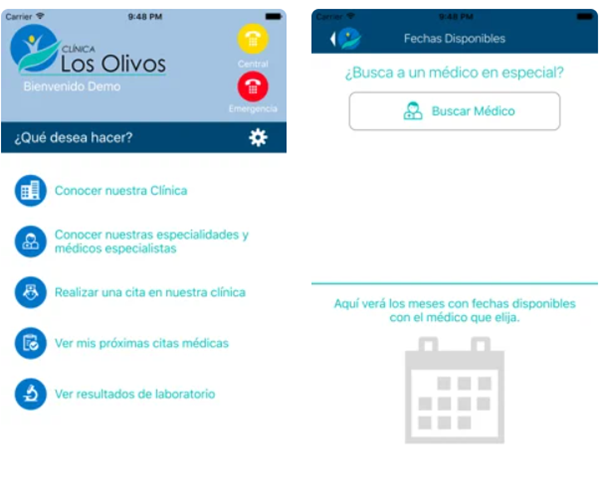 Carrier
9:48 PM
CLÍNICA
Los Olivos
Bienvenido Demo
Central
Emergencia
¿Qué desea hacer?
Conocer nuestra Clínica
Conocer nuestras especialidades y
médicos especialistas
Realizar una cita en nuestra clínica
Ver mis próximas citas médicas
Ver resultados de laboratorio
Carrier
9:48 PM
Fechas Disponibles
¿Busca a un médico en especial?
Buscar Médico
Aquí verá los meses con fechas disponibles
con el médico que elija.